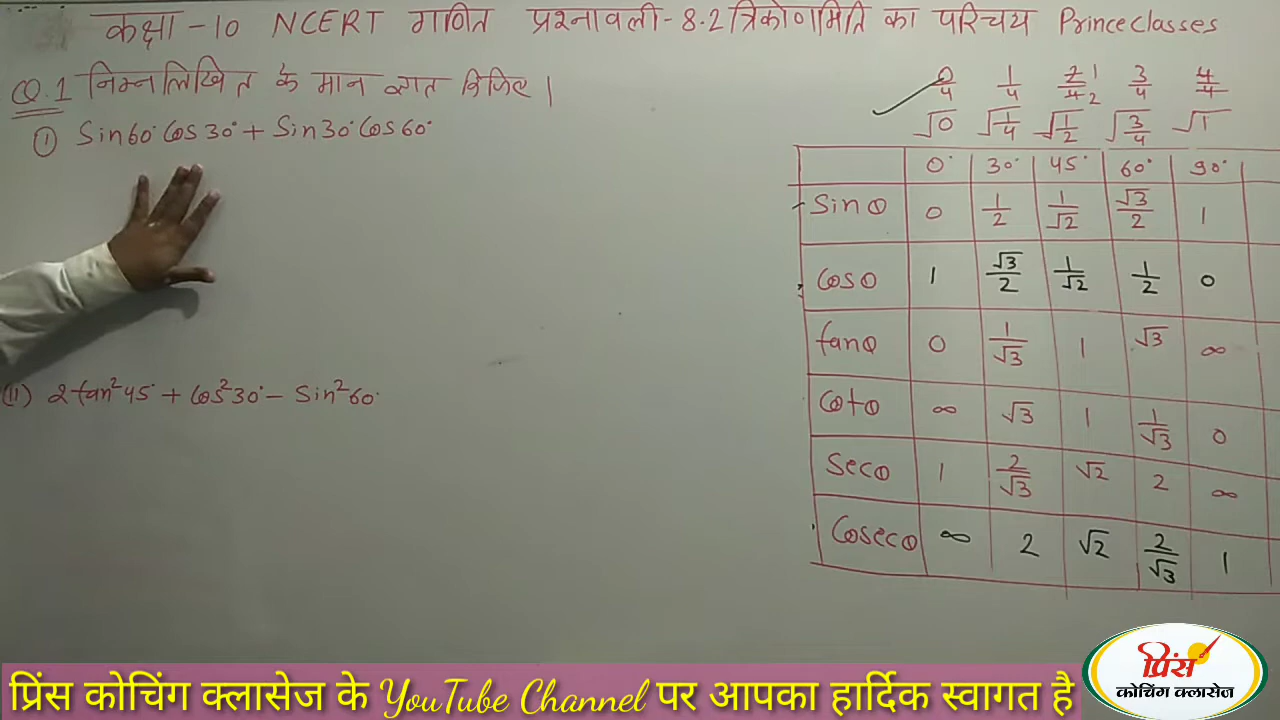 कक्षा -10 NCERT गणित प्रश्नावली-8.2 त्रिकोणमिति का परिचय Prince classes
Q.1 निम्नलिखित के मान ज्ञात किजिए।
(i) Sin60° Cos30° + Sin30° Cos60°
(ii) 2tan²45° + Cos²30° - Sin²60°
0/4 1/4 2/4 1 2 3/4 4/4
√0 √1/4 √1/2 √3/4 √1
0° 30° 45° 60° 90°
Sinθ 0 1/2 1/√2 √3/2 1
Cosθ 1 √3/2 1/√2 1/2 0
tanθ 0 1/√3 1 √3 ∞
Cotθ ∞ √3 1 1/√3 0
Secθ 1 2/√3 √2 2 ∞
Cosecθ ∞ 2 √2 2/√3 1
प्रिंस कोचिंग क्लासेज के YouTube Channel पर आपका हार्दिक स्वागत है
प्रिंस
कोचिंग क्लासेज